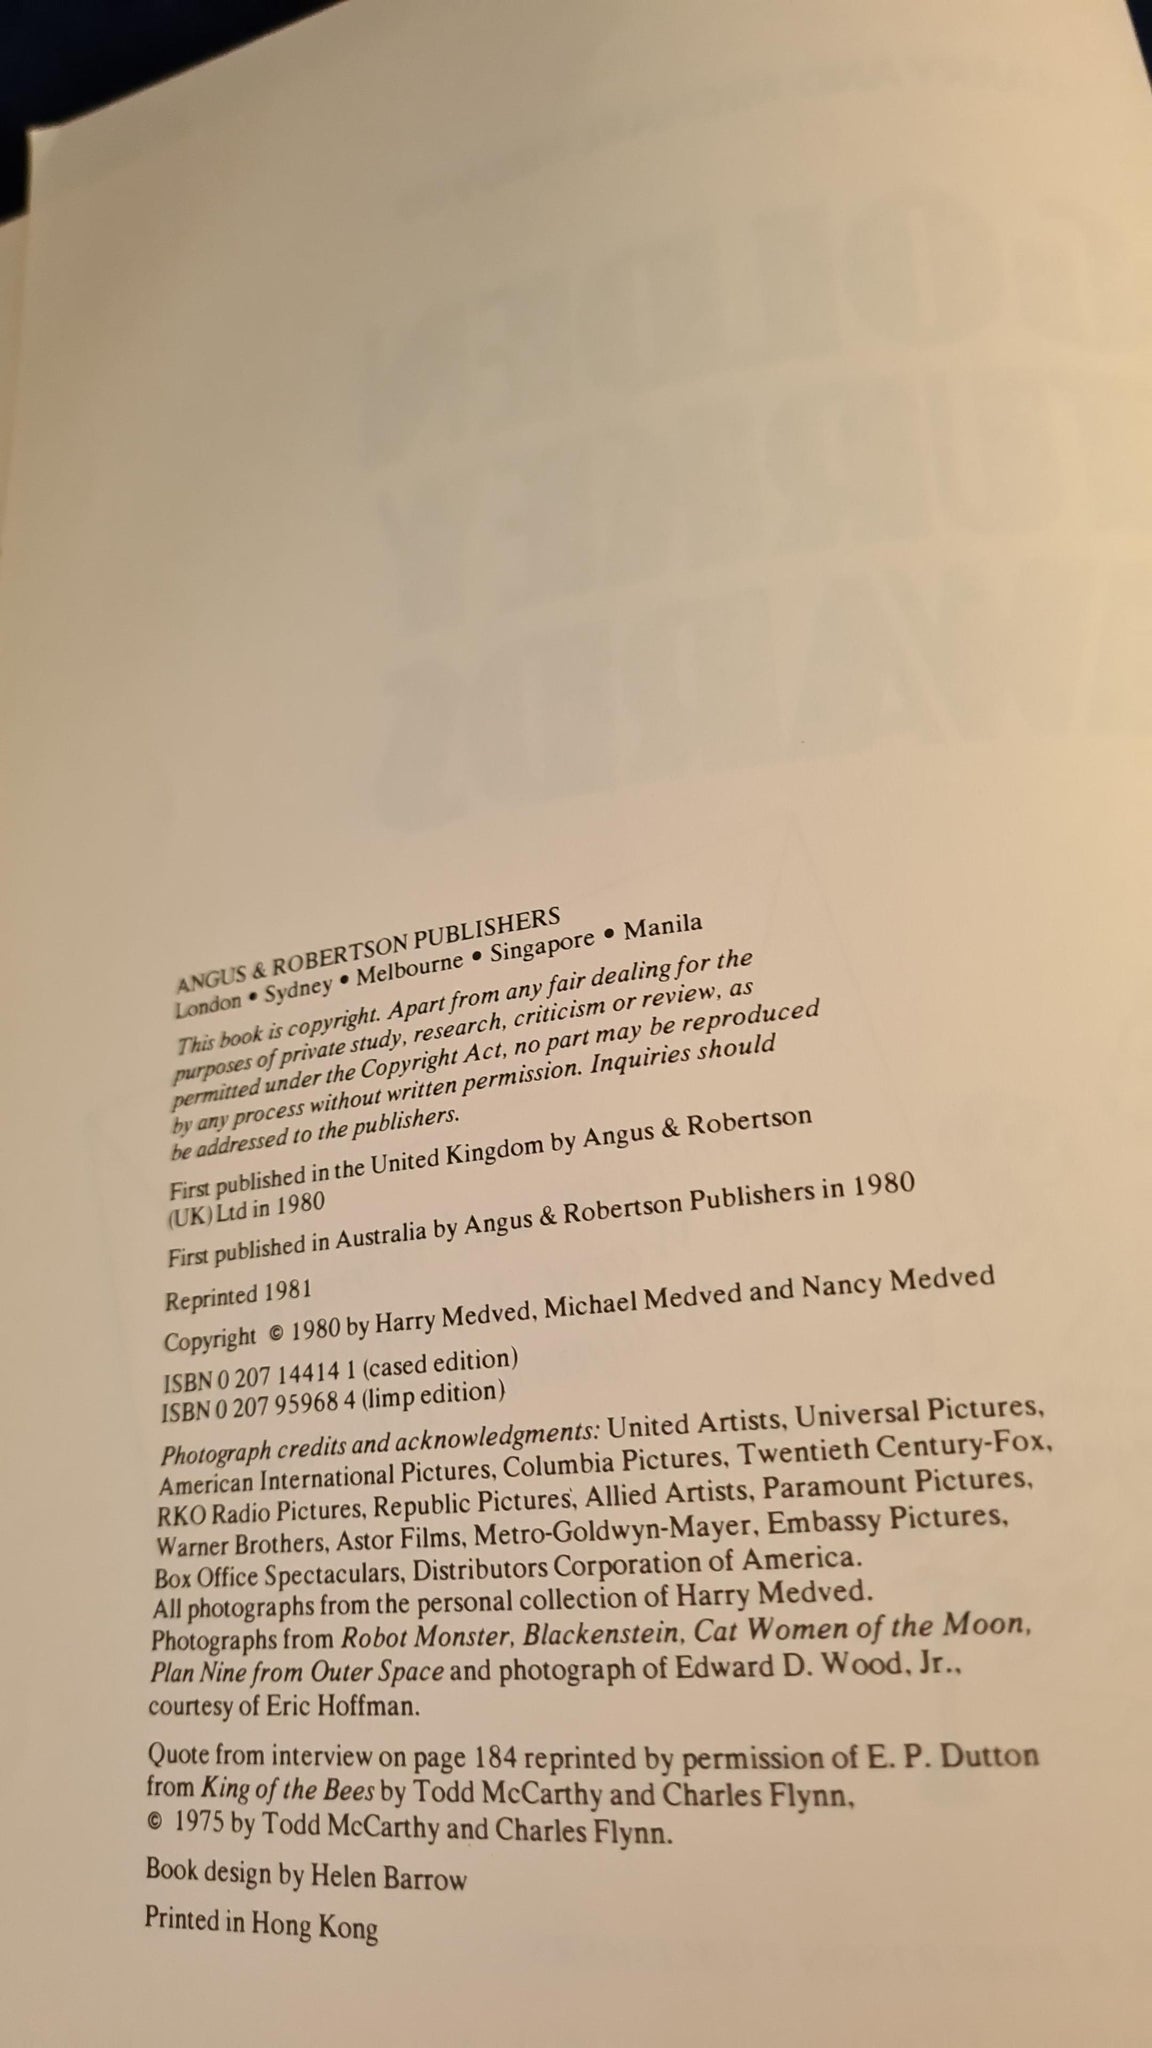 ANGUS & ROBERTSON PUBLISHERS
London • Sydney • Melbourne • Singapore • Manila
This book is copyright. Apart from any fair dealing for the
purposes of private study, research, criticism or review, as
permitted under the Copyright Act, no part may be reproduced
by any process without written permission. Inquiries should
be addressed to the publishers.
First published in the United Kingdom by Angus & Robertson
(UK) Ltd in 1980
First published in Australia by Angus & Robertson Publishers in 1980
Reprinted 1981
Copyright © 1980 by Harry Medved, Michael Medved and Nancy Medved
ISBN 0 207 14414 1 (cased edition)
ISBN 0 207 95968 4 (limp edition)
Photograph credits and acknowledgments: United Artists, Universal Pictures,
American International Pictures, Columbia Pictures, Twentieth Century-Fox,
RKO Radio Pictures, Republic Pictures, Allied Artists, Paramount Pictures,
Warner Brothers, Astor Films, Metro-Goldwyn-Mayer, Embassy Pictures,
Box Office Spectaculars, Distributors Corporation of America.
All photographs from the personal collection of Harry Medved.
Photographs from Robot Monster, Blackenstein, Cat Women of the Moon,
Plan Nine from Outer Space and photograph of Edward D. Wood, Jr.,
courtesy of Eric Hoffman.
Quote from interview on page 184 reprinted by permission of E. P. Dutton
from King of the Bees by Todd McCarthy and Charles Flynn,
© 1975 by Todd McCarthy and Charles Flynn.
Book design by Helen Barrow
Printed in Hong Kong